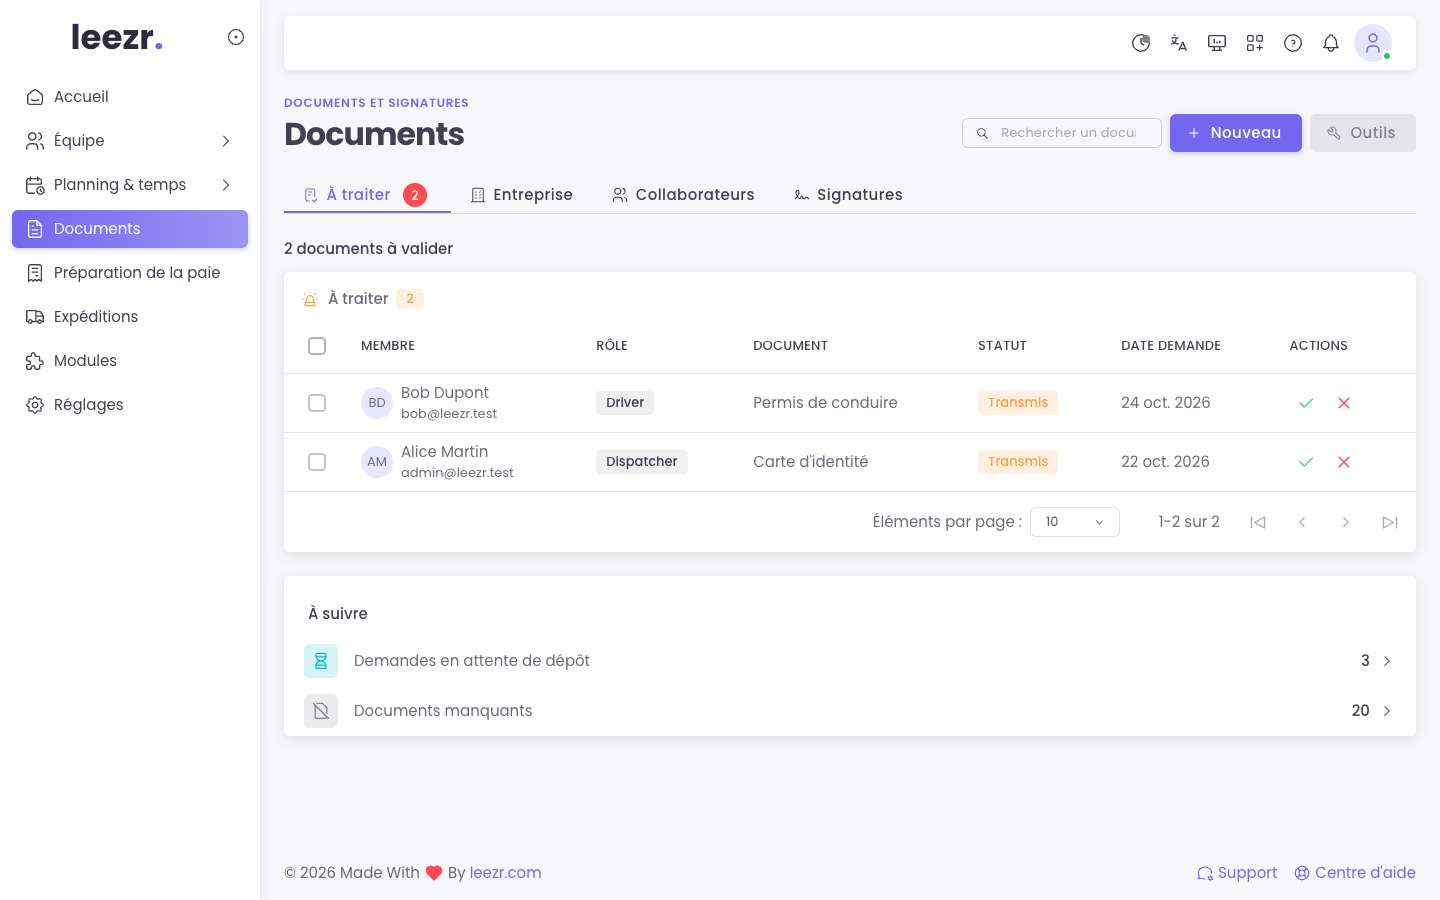 leezr.
Accueil
Équipe
Planning & temps
Documents
Préparation de la paie
Expéditions
Modules
Réglages
DOCUMENTS ET SIGNATURES
Documents
Rechercher un docu
Nouveau
Outils
À traiter 2
Entreprise
Collaborateurs
Signatures
2 documents à valider
À traiter 2
MEMBRE RÔLE DOCUMENT STATUT DATE DEMANDE ACTIONS
BD Bob Dupont
bob@leezr.test
Driver Permis de conduire Transmis 24 oct. 2026
AM Alice Martin
admin@leezr.test
Dispatcher Carte d'identité Transmis 22 oct. 2026
Éléments par page : 10 1-2 sur 2
À suivre
Demandes en attente de dépôt 3
Documents manquants 20
© 2026 Made With By leezr.com
Support
Centre d'aide